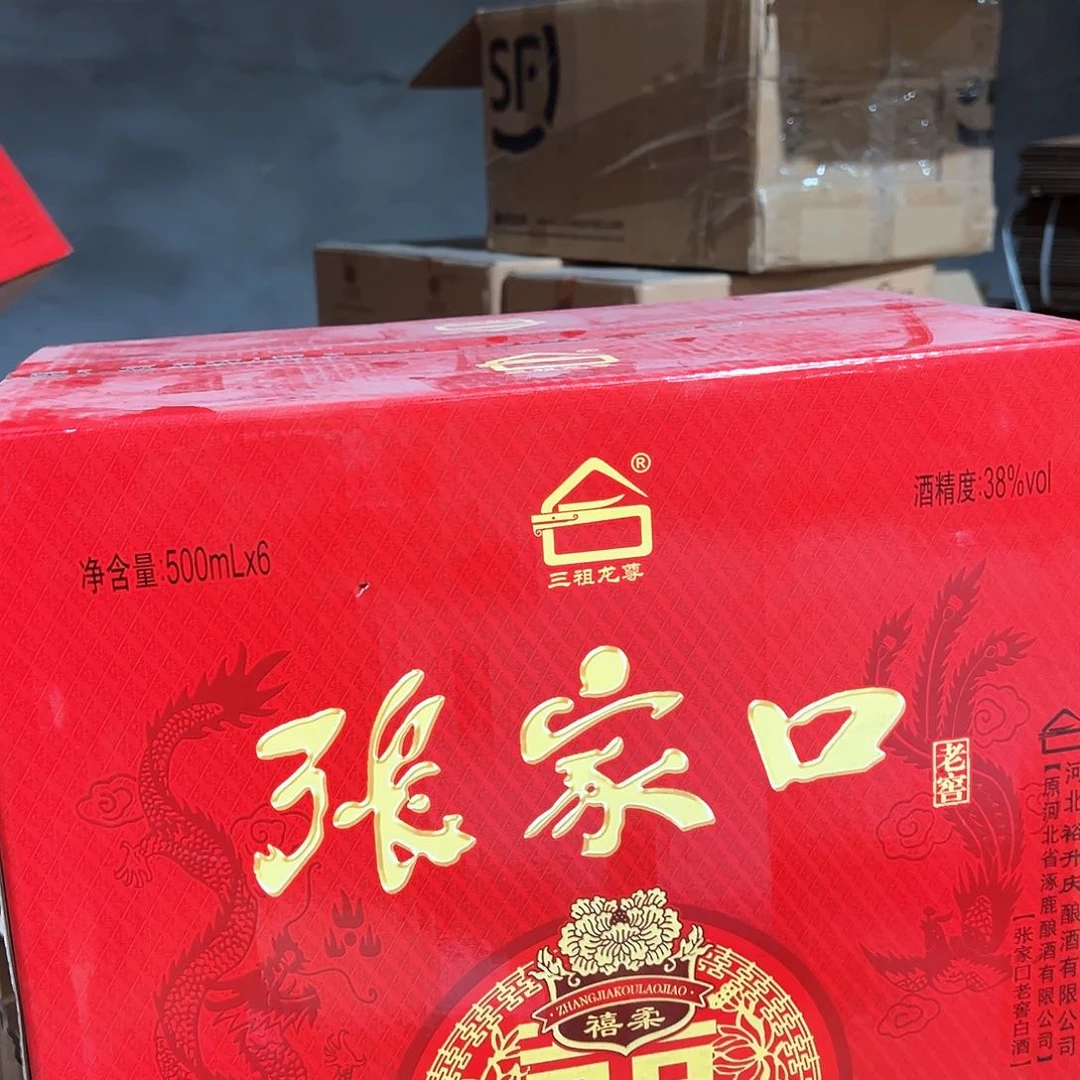 SF
®
三祖龙尊
酒精度:38%vol
净含量:500mLx6
张家口
老窖
ZHANGJIAKOULAOJIAO
禧柔
河北裕升庆酿酒有限公司
【原河北省涿鹿酿酒有限公司】
[张家口老窖白酒]